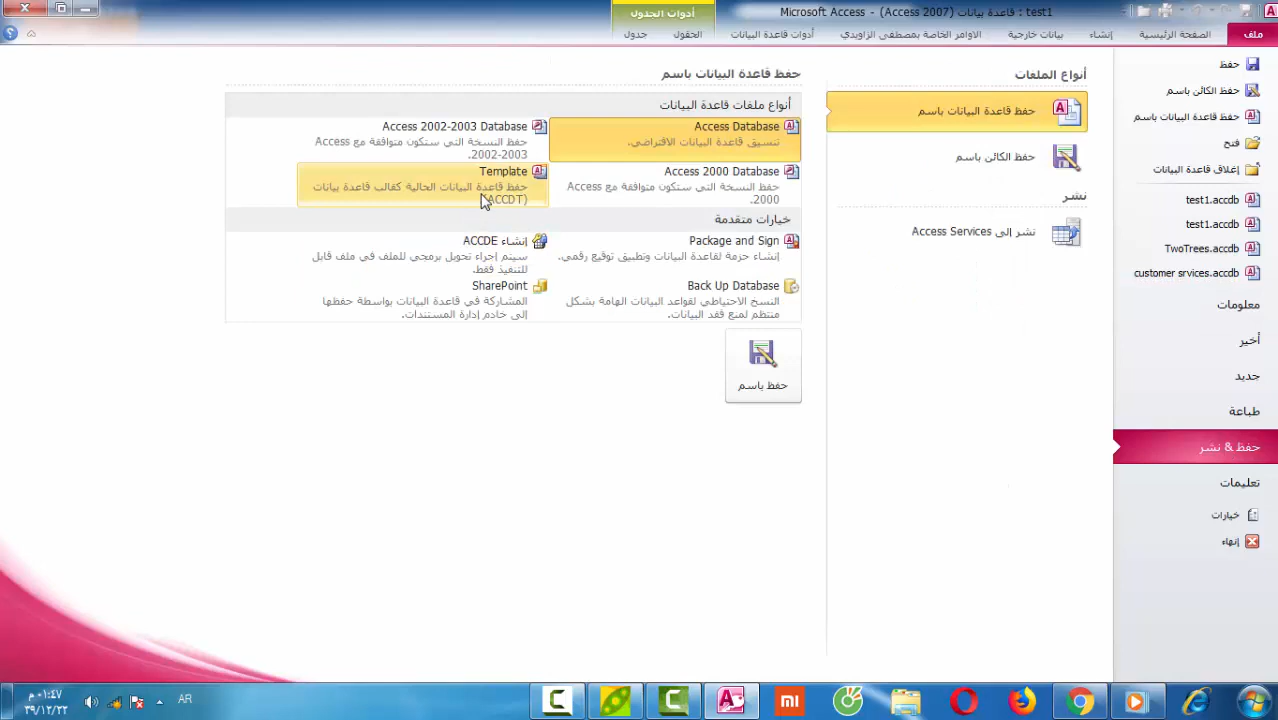 test1 : قاعدة بيانات (Access 2007) - Microsoft Access
أدوات الجدول
ملف
الصفحة الرئيسية
إنشاء
بيانات خارجية
أدوات قاعدة البيانات
الاوامر الخاصة بمصطفى الزاويدي
الحقول
جدول
حفظ
حفظ الكائن باسم
حفظ قاعدة البيانات باسم
فتح
إغلاق قاعدة البيانات
test1.accdb
test1.accdb
TwoTrees.accdb
customer srvices.accdb
معلومات
أخير
جديد
طباعة
حفظ & نشر
تعليمات
خيارات
إنهاء
أنواع الملفات
حفظ قاعدة البيانات باسم
حفظ الكائن باسم
نشر
نشر إلى Access Services
حفظ قاعدة البيانات باسم
أنواع ملفات قاعدة البيانات
Access Database
تنسيق قاعدة البيانات الافتراضي.
Access 2002-2003 Database
حفظ النسخة التي ستكون متوافقة مع Access
2002-2003.
Access 2000 Database
حفظ النسخة التي ستكون متوافقة مع Access
2000.
Template
حفظ قاعدة البيانات الحالية كقالب قاعدة بيانات
(ACCDT)
خيارات متقدمة
Package and Sign
إنشاء حزمة لقاعدة البيانات وتطبيق توقيع رقمي.
إنشاء ACCDE
سيتم إجراء تحويل برمجي للملف في ملف قابل
للتنفيذ فقط.
Back Up Database
النسخ الاحتياطي لقواعد البيانات الهامة بشكل
منتظم لمنع فقد البيانات.
SharePoint
المشاركة في قاعدة البيانات بواسطة حفظها
إلى خادم إدارة المستندات.
حفظ باسم
AR
٠١:٤٧ م
٣٩/١٢/٢٢